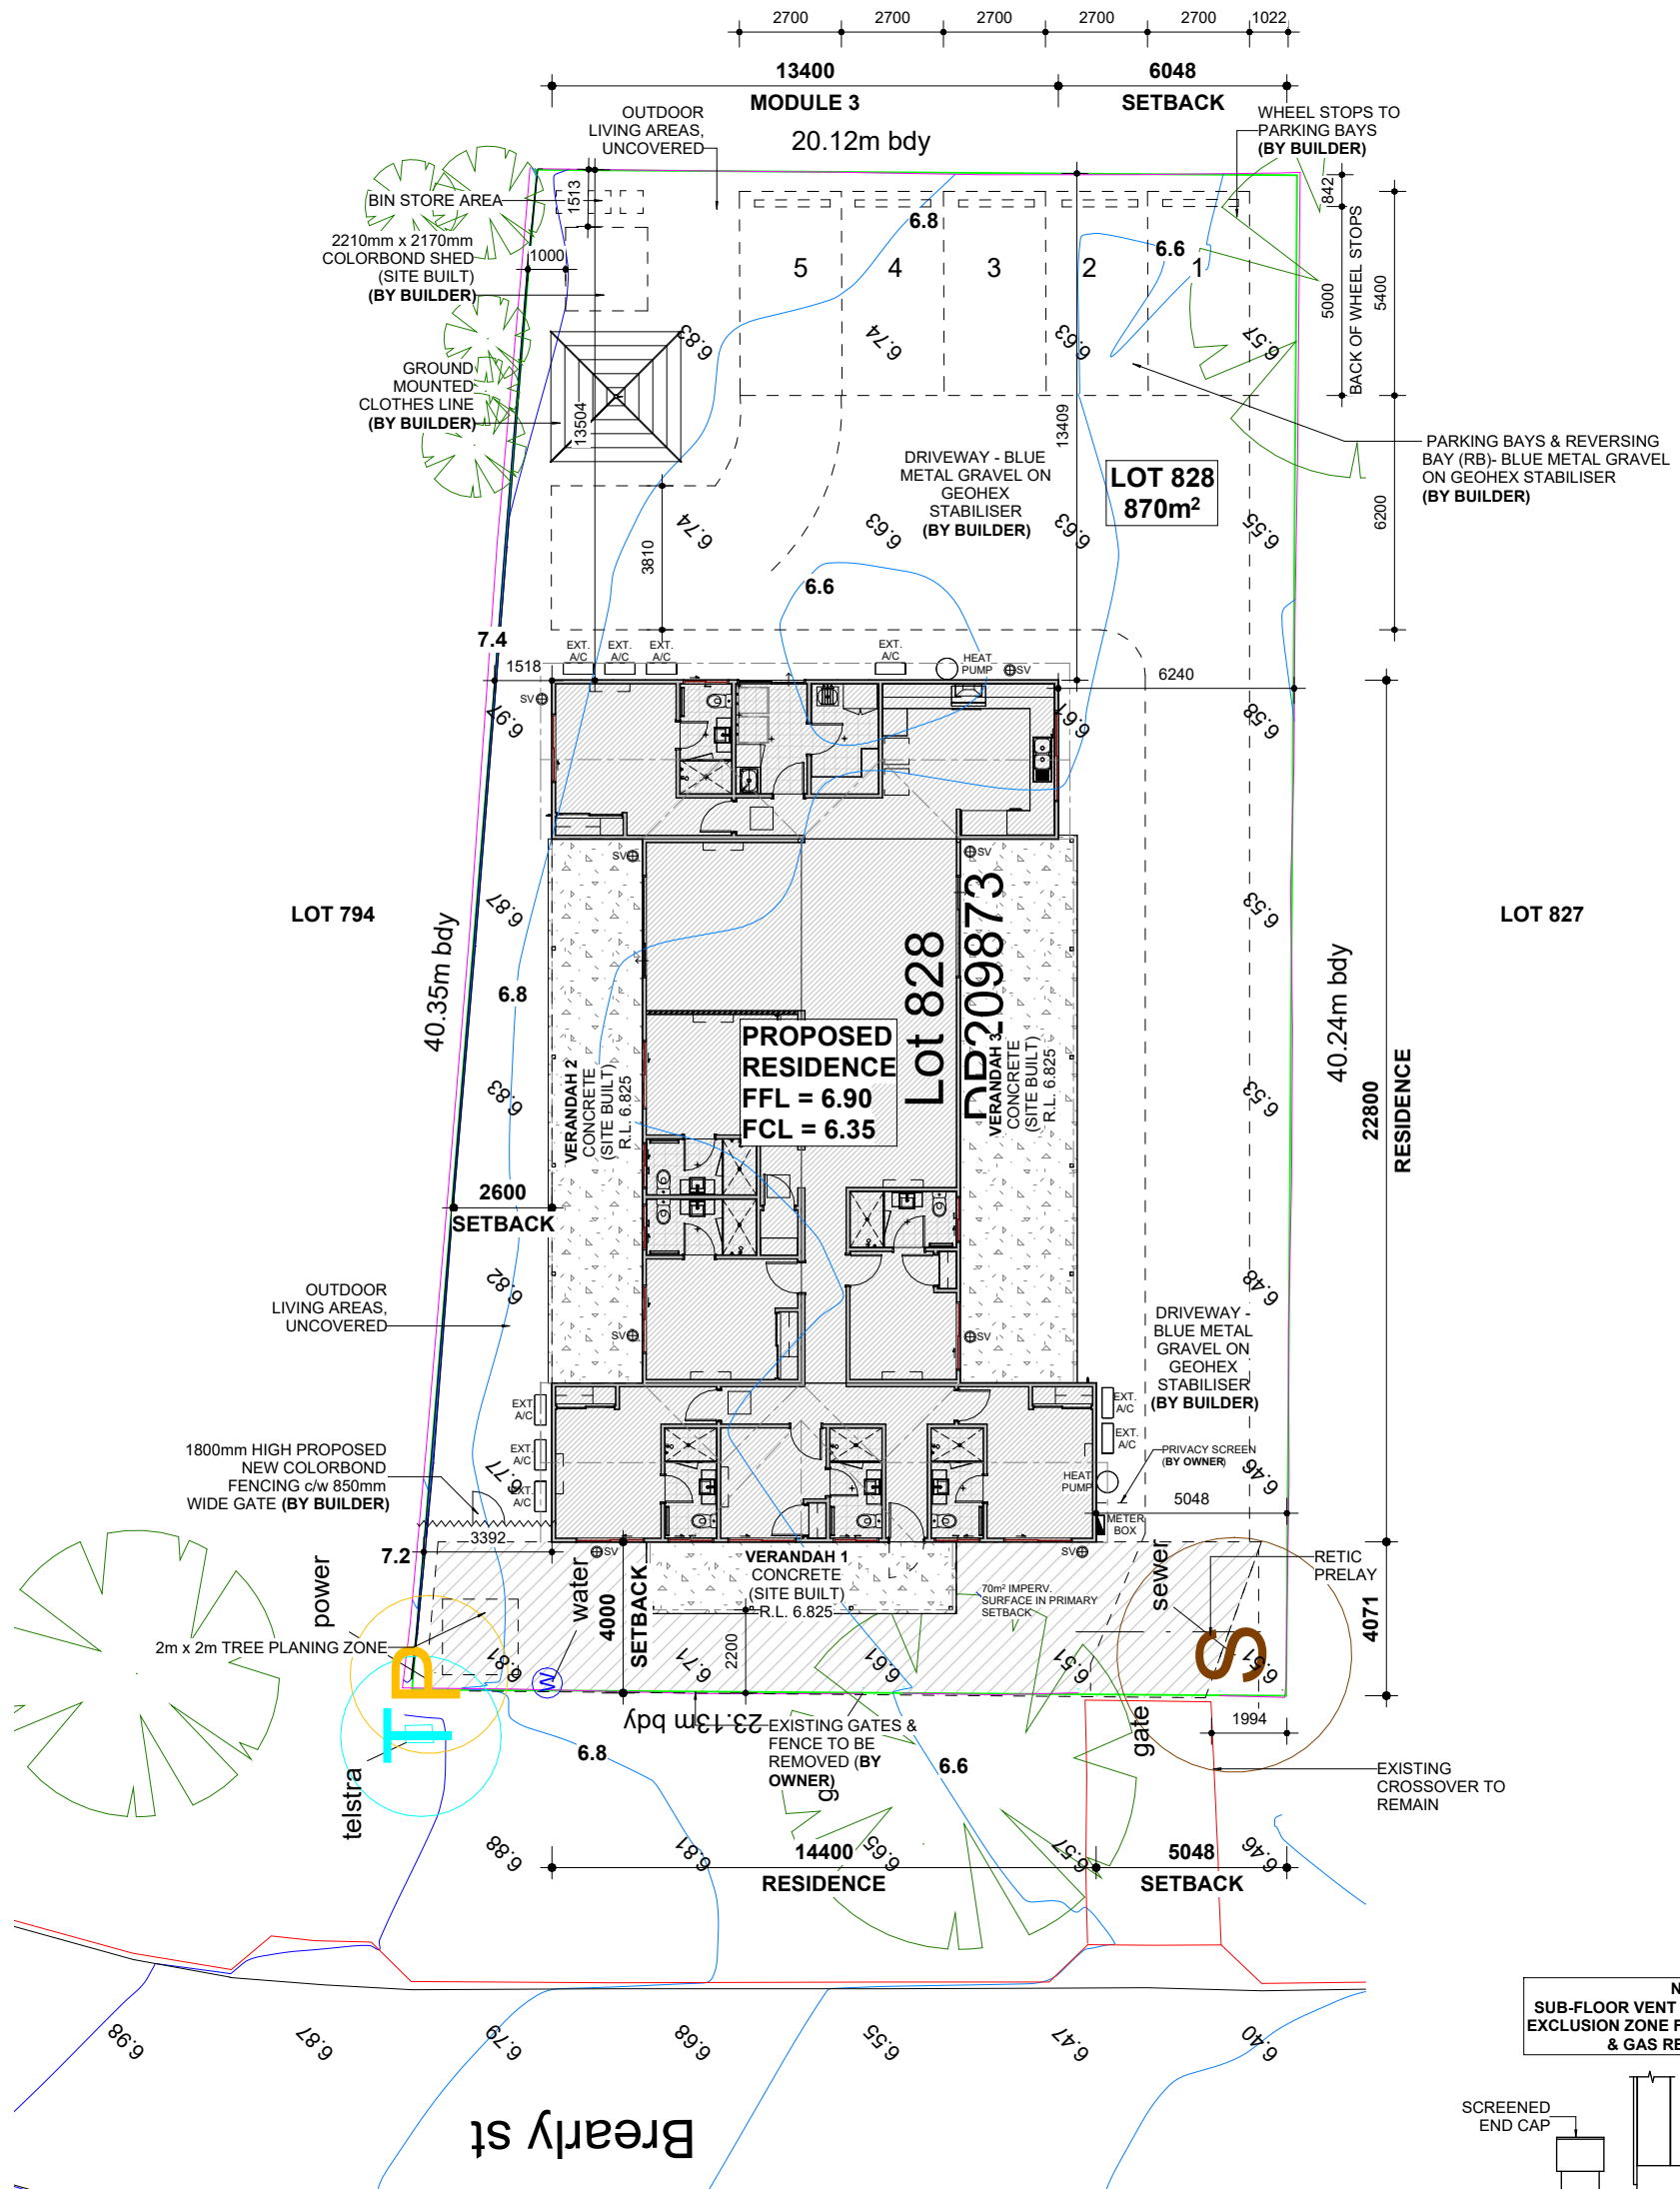 2700 2700 2700 2700 2700 1022
13400 6048
MODULE 3 SETBACK
20.12m bdy
OUTDOOR
LIVING AREAS,
UNCOVERED
WHEEL STOPS TO
PARKING BAYS
(BY BUILDER)
BIN STORE AREA
1513
842
2210mm x 2170mm
COLORBOND SHED
(SITE BUILT)
(BY BUILDER)
1000
6.8
6.6
5 4 3 2 1
5000
BACK OF WHEEL STOPS
5400
6.83 6.74 6.63 6.57
GROUND
MOUNTED
CLOTHES LINE
(BY BUILDER)
13504
13409
DRIVEWAY - BLUE
METAL GRAVEL ON
GEOHEX
STABILISER
(BY BUILDER)
LOT 828
870m²
PARKING BAYS & REVERSING
BAY (RB)- BLUE METAL GRAVEL
ON GEOHEX STABILISER
(BY BUILDER)
6200
6.74 6.63 6.63 6.55
3810
6.6
7.4
1518
EXT.
A/C
EXT.
A/C
EXT.
A/C
EXT.
A/C
HEAT
PUMP
SV
6240
SV
6.97 6.61 6.58
SV
SV
LOT 794
LOT 827
6.87
6.53
40.35m bdy
40.24m bdy
6.8
Lot 828
DP209873
PROPOSED
RESIDENCE
FFL = 6.90
FCL = 6.35
VERANDAH 2
CONCRETE
(SITE BUILT)
R.L. 6.825
VERANDAH 3
CONCRETE
(SITE BUILT)
R.L. 6.825
22800
RESIDENCE
6.83
6.53
2600
SETBACK
6.82
6.48
OUTDOOR
LIVING AREAS,
UNCOVERED
SV
SV
DRIVEWAY -
BLUE METAL
GRAVEL ON
GEOHEX
STABILISER
(BY BUILDER)
EXT.
A/C
EXT.
A/C
EXT.
A/C
EXT.
A/C
EXT.
A/C
1800mm HIGH PROPOSED
NEW COLORBOND
FENCING c/w 850mm
WIDE GATE (BY BUILDER)
6.77
6.46
PRIVACY SCREEN
(BY OWNER)
HEAT
PUMP
5048
METER
BOX
3392
7.2
SV
SV
power
water
sewer
4000
SETBACK
VERANDAH 1
CONCRETE
(SITE BUILT)
R.L. 6.825
70m² IMPERV.
SURFACE IN PRIMARY
SETBACK
RETIC
PRELAY
4071
2m x 2m TREE PLANING ZONE
P
T
W
S
6.81 6.71 6.61 6.51 6.51
2200
23.13m bdy
EXISTING GATES &
FENCE TO BE
REMOVED (BY
OWNER)
g
gate
1994
6.8
6.6
EXISTING
CROSSOVER TO
REMAIN
telstra
6.88 6.81 6.65 6.57 6.46
14400 5048
RESIDENCE SETBACK
6.98 6.87 6.79 6.68 6.55 6.47 6.40
Brearly st
N
SUB-FLOOR VENT
EXCLUSION ZONE F
& GAS RE
SCREENED
END CAP